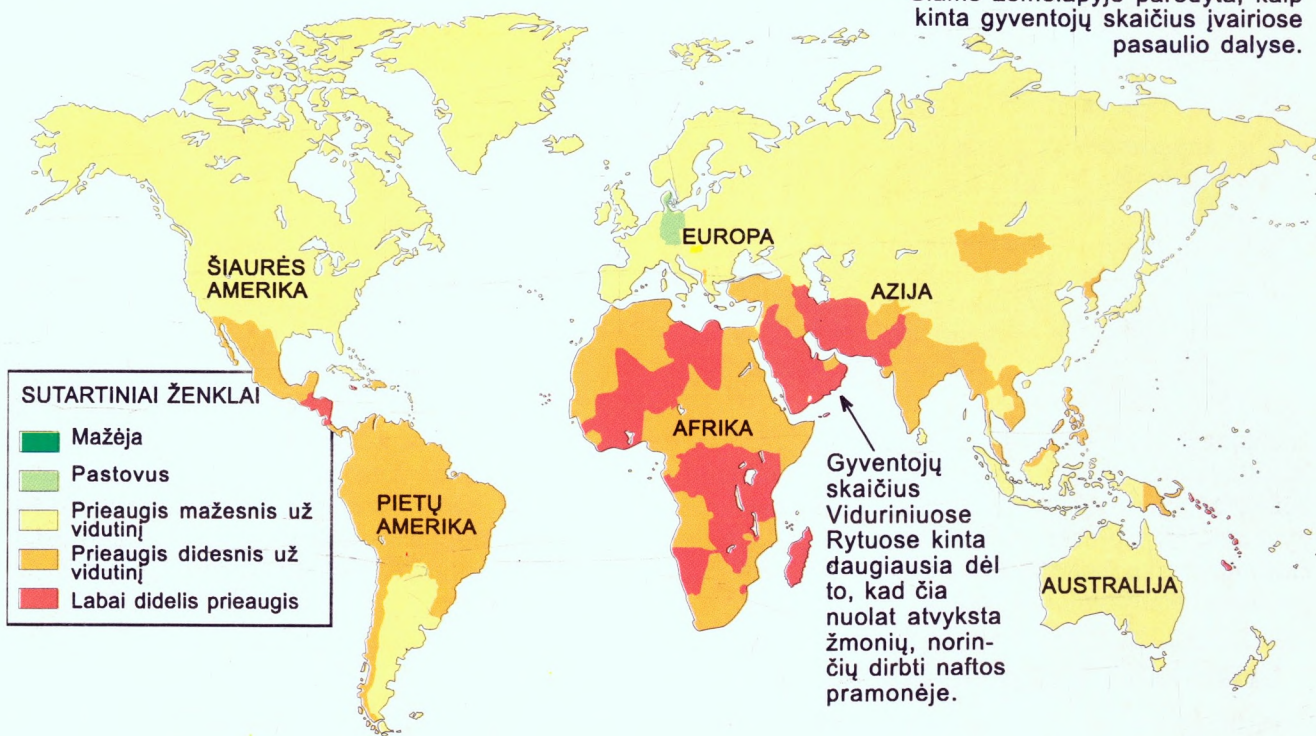 kinta gyventojų skaičius įvairiose
pasaulio dalyse.
ŠIAURĖS
AMERIKA
EUROPA
AZIJA
SUTARTINIAI ŽENKLAI
Mažėja
Pastovus
Prieaugis mažesnis už
vidutinį
Prieaugis didesnis už
vidutinį
Labai didelis prieaugis
PIETŲ
AMERIKA
AFRIKA
Gyventojų
skaičius
Viduriniuose
Rytuose kinta
daugiausia dėl
to, kad čia
nuolat atvyksta
žmonių, norin-
čių dirbti naftos
pramonėje.
AUSTRALIJA